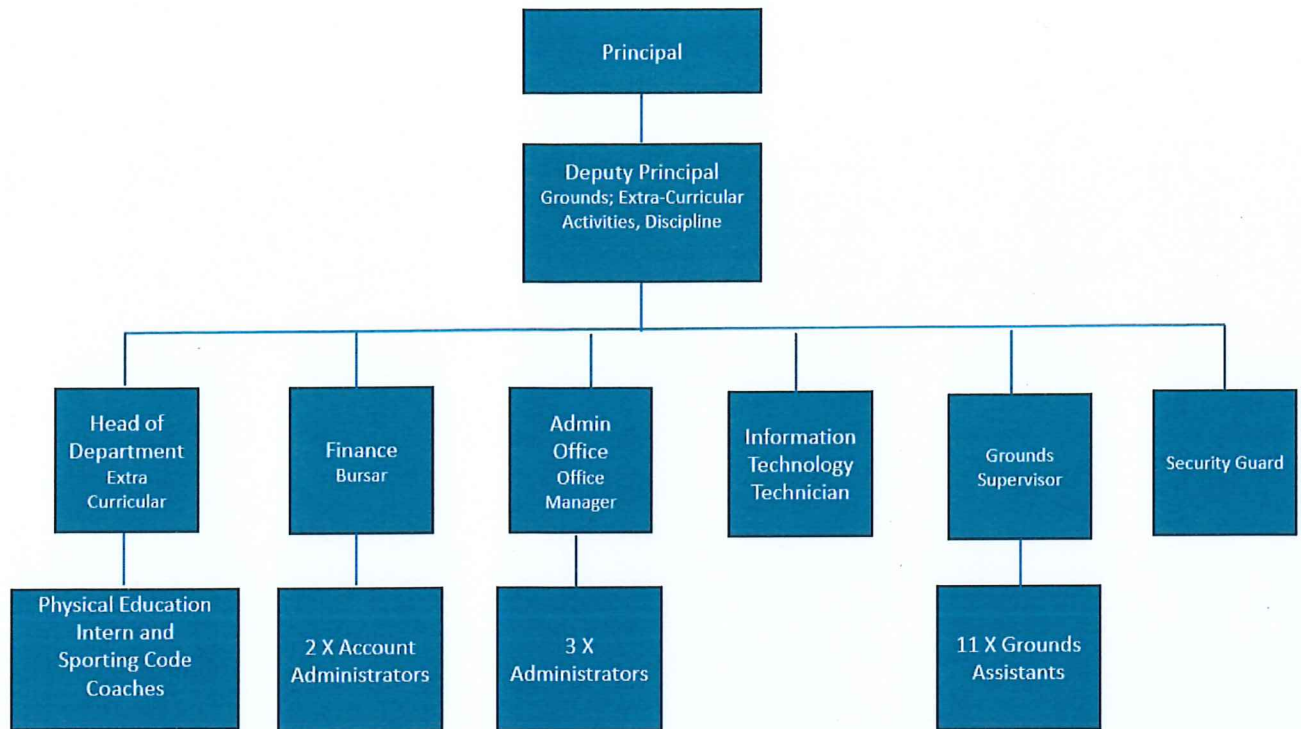 Principal
Deputy Principal
Grounds; Extra-Curricular
Activities, Discipline
Head of
Department
Extra
Curricular
Finance
Bursar
Admin
Office
Office
Manager
Information
Technology
Technician
Grounds
Supervisor
Security Guard
Physical Education
Intern and
Sporting Code
Coaches
2 X Account
Administrators
3 X
Administrators
11 X Grounds
Assistants